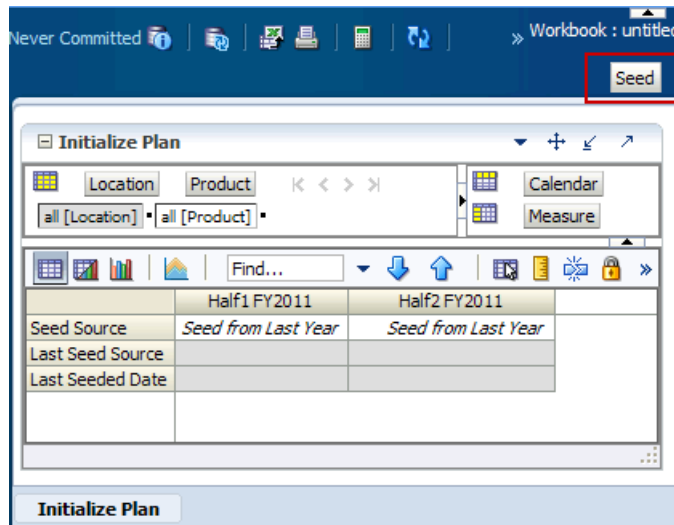 Never Committed
» Workbook : untitled
Seed
Initialize Plan
Location Product
Calendar
all [Location] all [Product]
Measure
Find...
»
Half1 FY2011 Half2 FY2011
Seed Source Seed from Last Year Seed from Last Year
Last Seed Source
Last Seeded Date
Initialize Plan